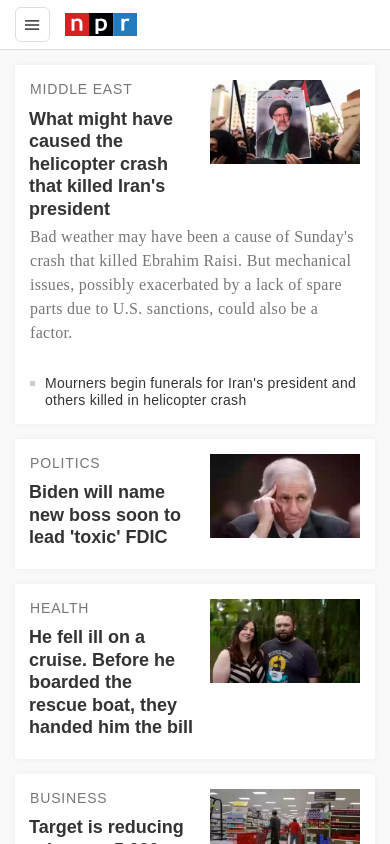 npr
MIDDLE EAST
What might have
caused the
helicopter crash
that killed Iran's
president
Bad weather may have been a cause of Sunday's
crash that killed Ebrahim Raisi. But mechanical
issues, possibly exacerbated by a lack of spare
parts due to U.S. sanctions, could also be a
factor.
Mourners begin funerals for Iran's president and
others killed in helicopter crash
POLITICS
Biden will name
new boss soon to
lead 'toxic' FDIC
HEALTH
He fell ill on a
cruise. Before he
boarded the
rescue boat, they
handed him the bill
BUSINESS
Target is reducing